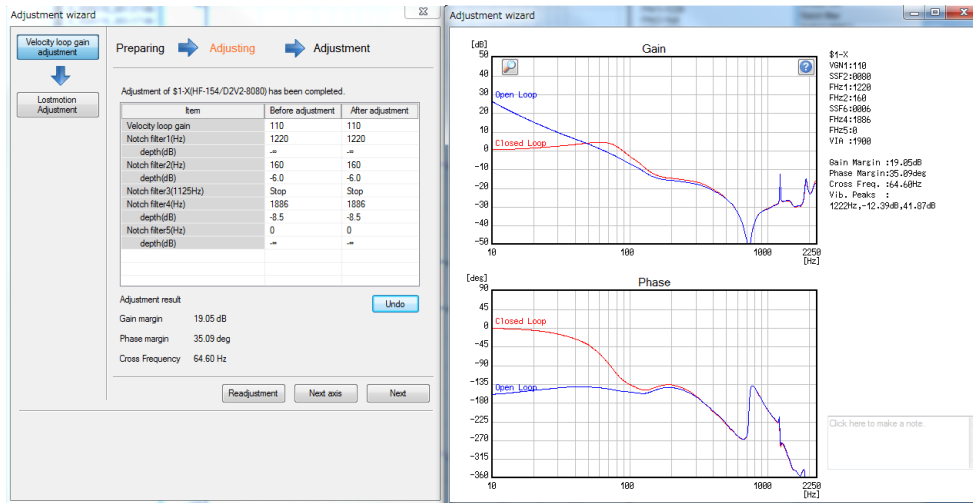 Adjustment wizard
Velocity loop gain
adjustment
Lostmotion
Adjustment
Preparing Adjusting Adjustment
Adjustment of $1-X(HF-154/D2V2-8080) has been completed.
Item Before adjustment After adjustment
Velocity loop gain 110 110
Notch filter1(Hz) 1220 1220
depth(dB) -∞ -∞
Notch filter2(Hz) 160 160
depth(dB) -6.0 -6.0
Notch filter3(1125Hz) Stop Stop
Notch filter4(Hz) 1886 1886
depth(dB) -8.5 -8.5
Notch filter5(Hz) 0 0
depth(dB) -∞ -∞
Adjustment result
Undo
Gain margin 19.05 dB
Phase margin 35.09 deg
Cross Frequency 64.60 Hz
Readjustment Next axis Next
Adjustment wizard
[dB] Gain
50
40
30
20
10
0
-10
-20
-30
-40
-50
Open Loop
Closed Loop
10 100 1000 2250
[Hz]
[deg] Phase
90
45
0
-45
-90
-135
-180
-225
-270
-315
-360
Closed Loop
Open Loop
10 100 1000 2250
[Hz]
$1-X
VGN1:110
SSF2:0000
FHz1:1220
FHz2:160
SSF6:0006
FHz4:1886
FHz5:0
VIA :1900
Gain Margin :19.05dB
Phase Margin:35.09deg
Cross Freq. :64.60Hz
Vib. Peaks :
1222Hz,-12.39dB,41.87dB
Click here to make a note.